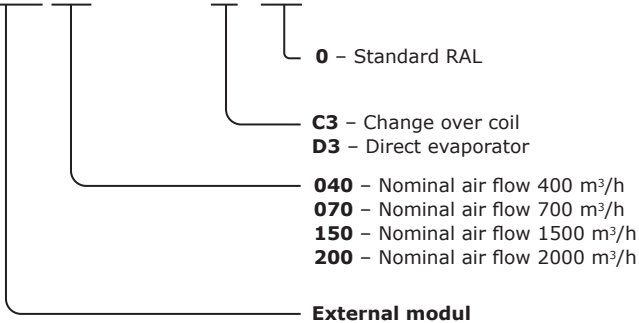 0 – Standard RAL
C3 – Change over coil
D3 – Direct evaporator
040 – Nominal air flow 400 m³/h
070 – Nominal air flow 700 m³/h
150 – Nominal air flow 1500 m³/h
200 – Nominal air flow 2000 m³/h
External modul